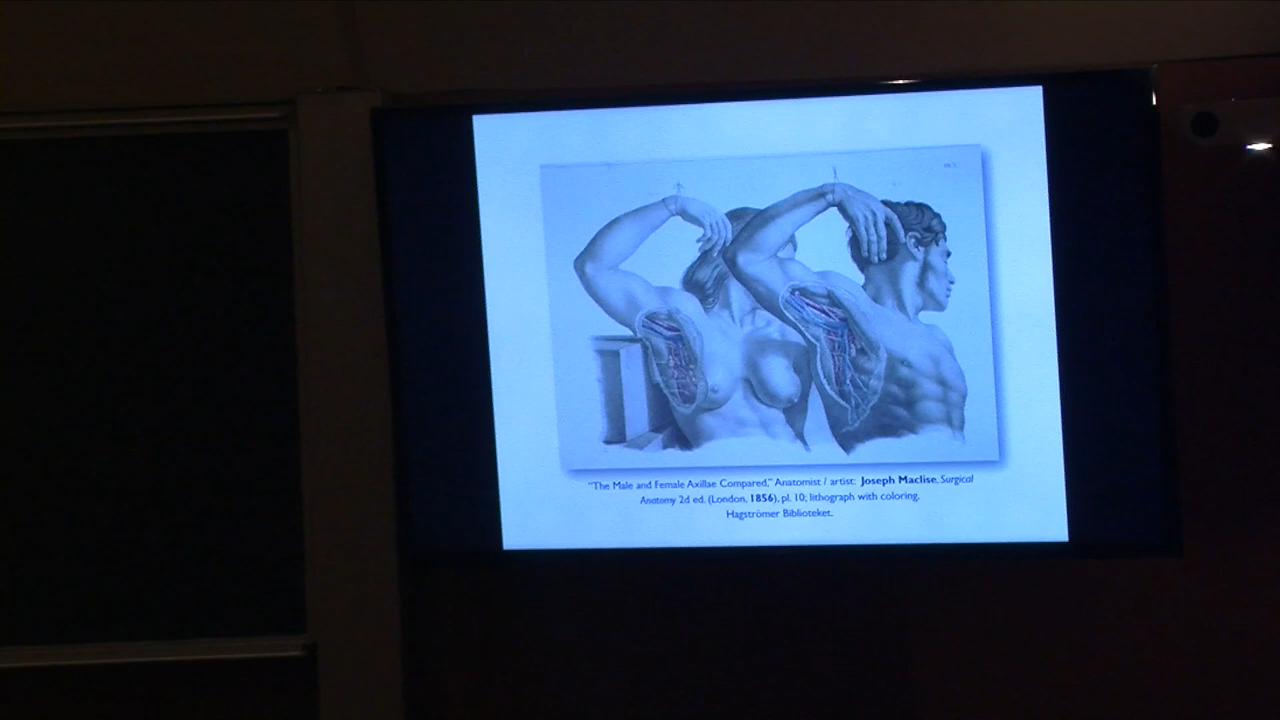 "The Male and Female Axillae Compared," Anatomist / artist: Joseph Maclise, Surgical
Anatomy 2d ed. (London, 1856), pl. 10; lithograph with coloring.
Hagströmer Biblioteket.